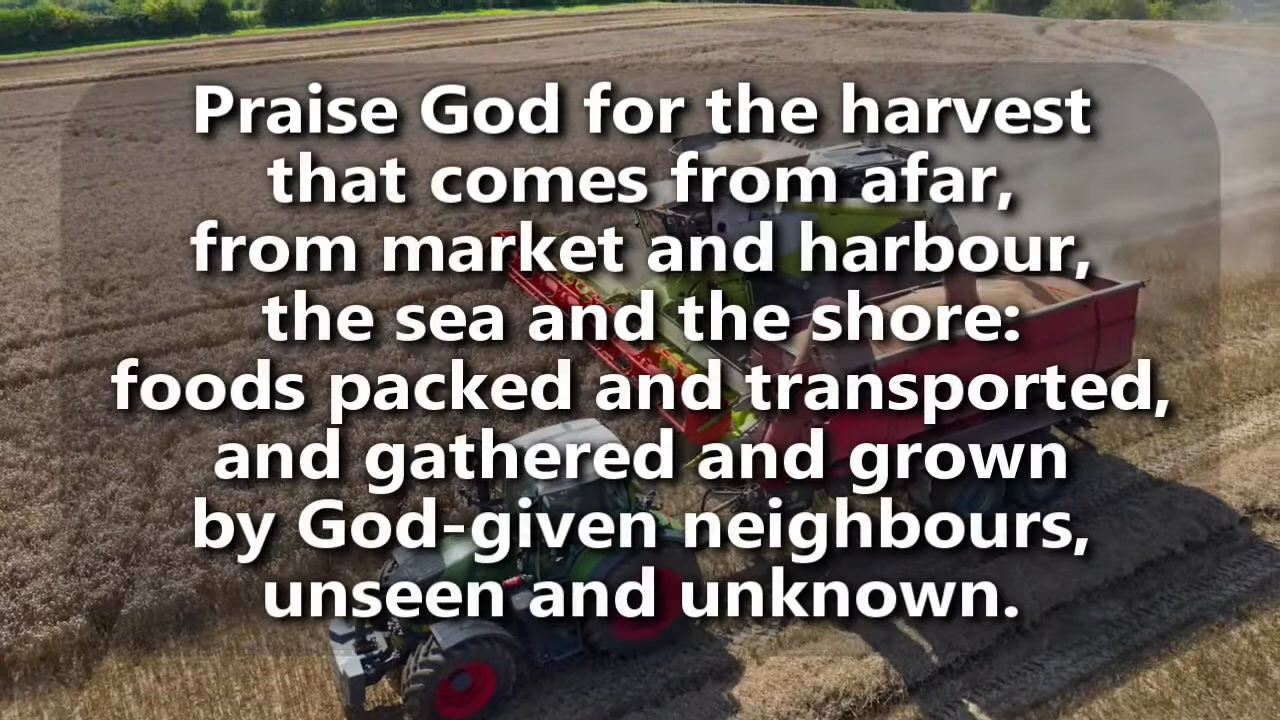 Praise God for the harvest
that comes from afar,
from market and harbour,
the sea and the shore:
foods packed and transported,
and gathered and grown
by God-given neighbours,
unseen and unknown.